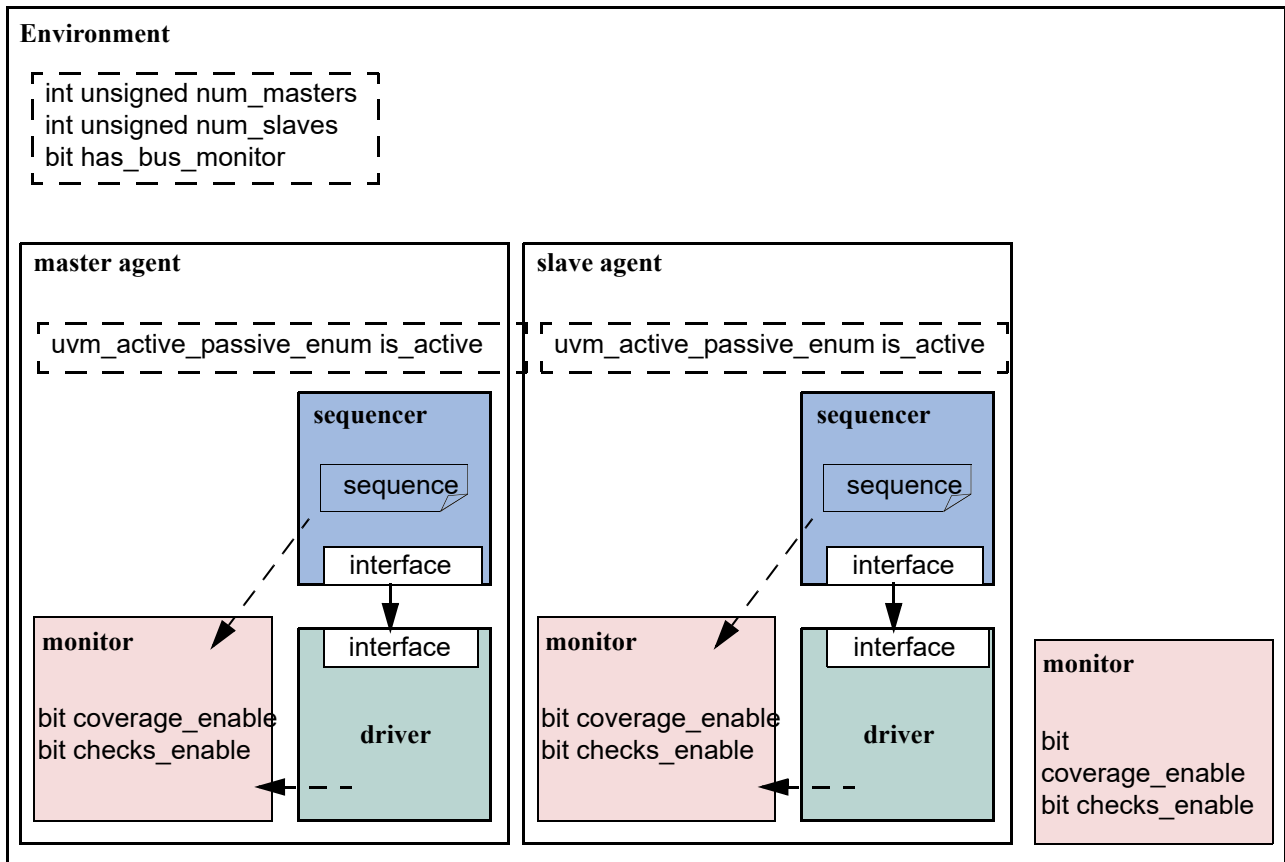 Environment
int unsigned num_masters
int unsigned num_slaves
bit has_bus_monitor
master agent
uvm_active_passive_enum is_active
sequencer
sequence
interface
interface
driver
monitor
bit coverage_enable
bit checks_enable
slave agent
uvm_active_passive_enum is_active
sequencer
sequence
interface
interface
driver
monitor
bit coverage_enable
bit checks_enable
monitor
bit
coverage_enable
bit checks_enable